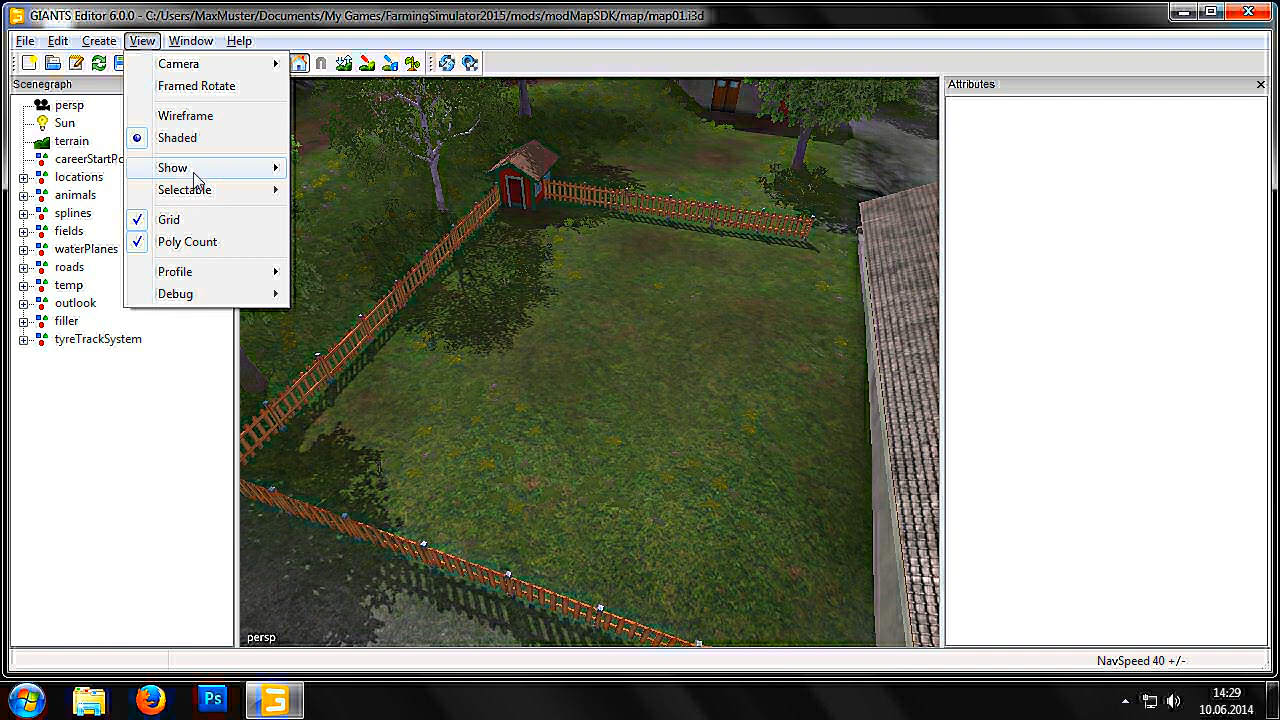 GIANTS Editor 6.0.0 - C:/Users/MaxMuster/Documents/My Games/FarmingSimulator2015/mods/modMapSDK/map/map01.i3d
File Edit Create View Window Help
Scenegraph
persp
Sun
terrain
careerStartPo
locations
animals
splines
fields
waterPlanes
roads
temp
outlook
filler
tyreTrackSystem
Camera
Framed Rotate
Wireframe
Shaded
Show
Selectable
Grid
Poly Count
Profile
Debug
persp
Attributes
NavSpeed 40 +/-
Ps
14:29
10.06.2014